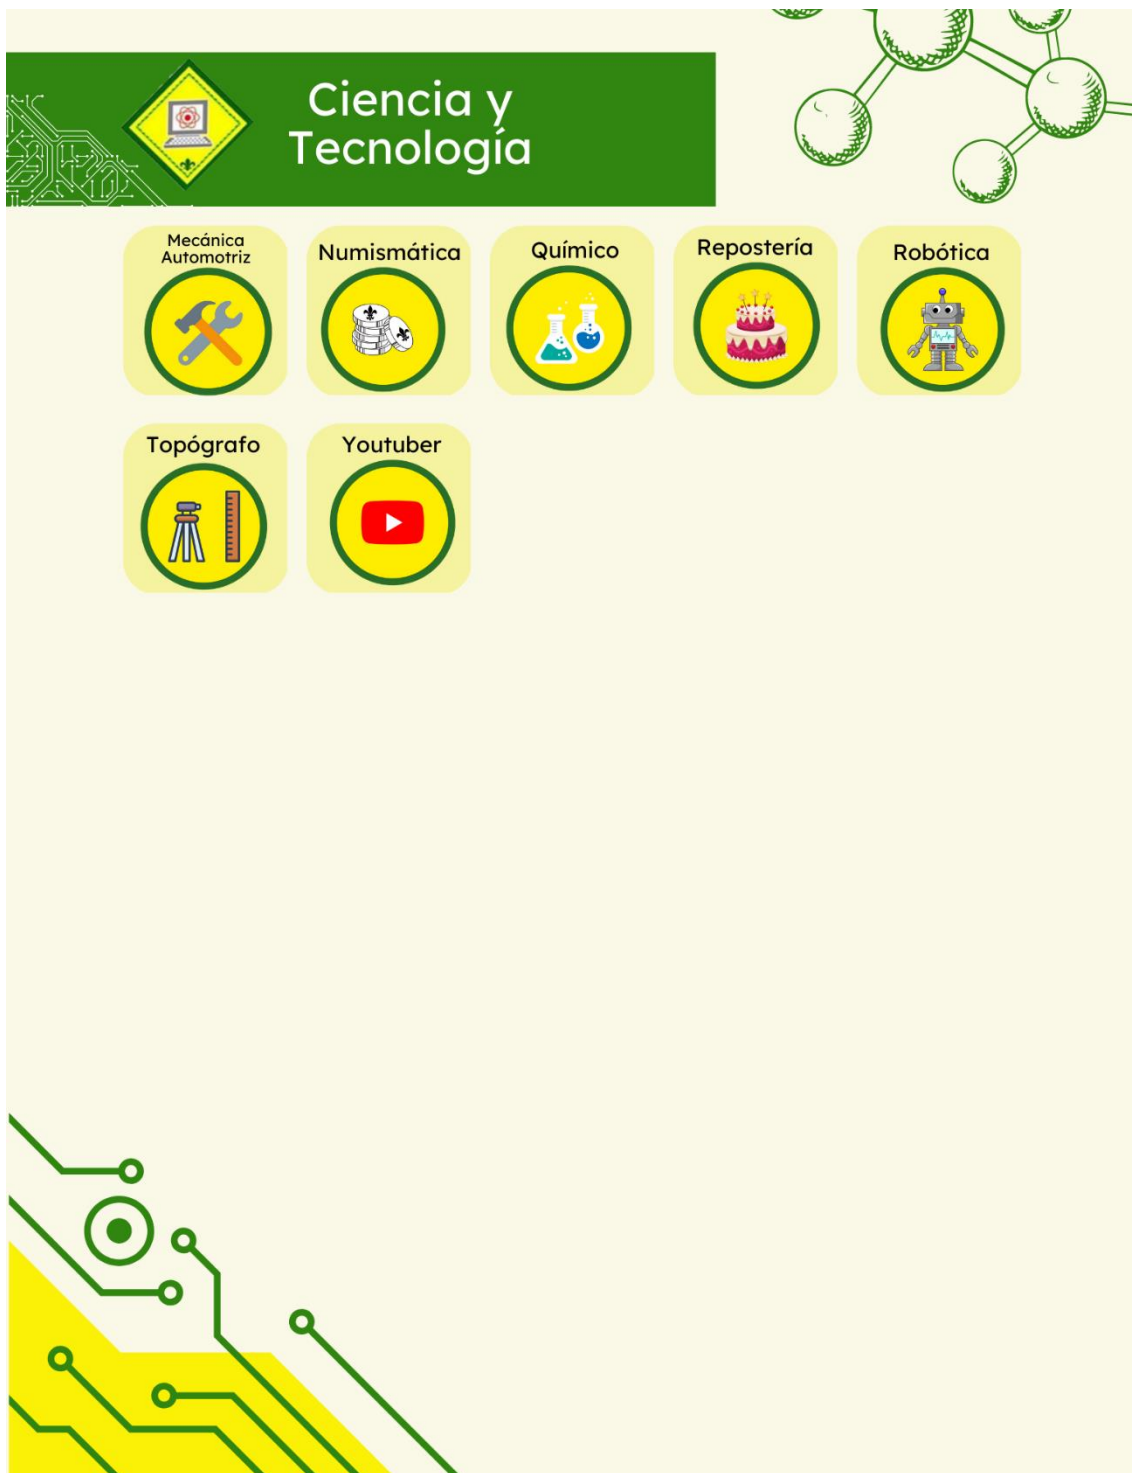 Ciencia y
Tecnología
Mecánica
Automotriz
Numismática
Químico
Repostería
Robótica
Topógrafo
Youtuber